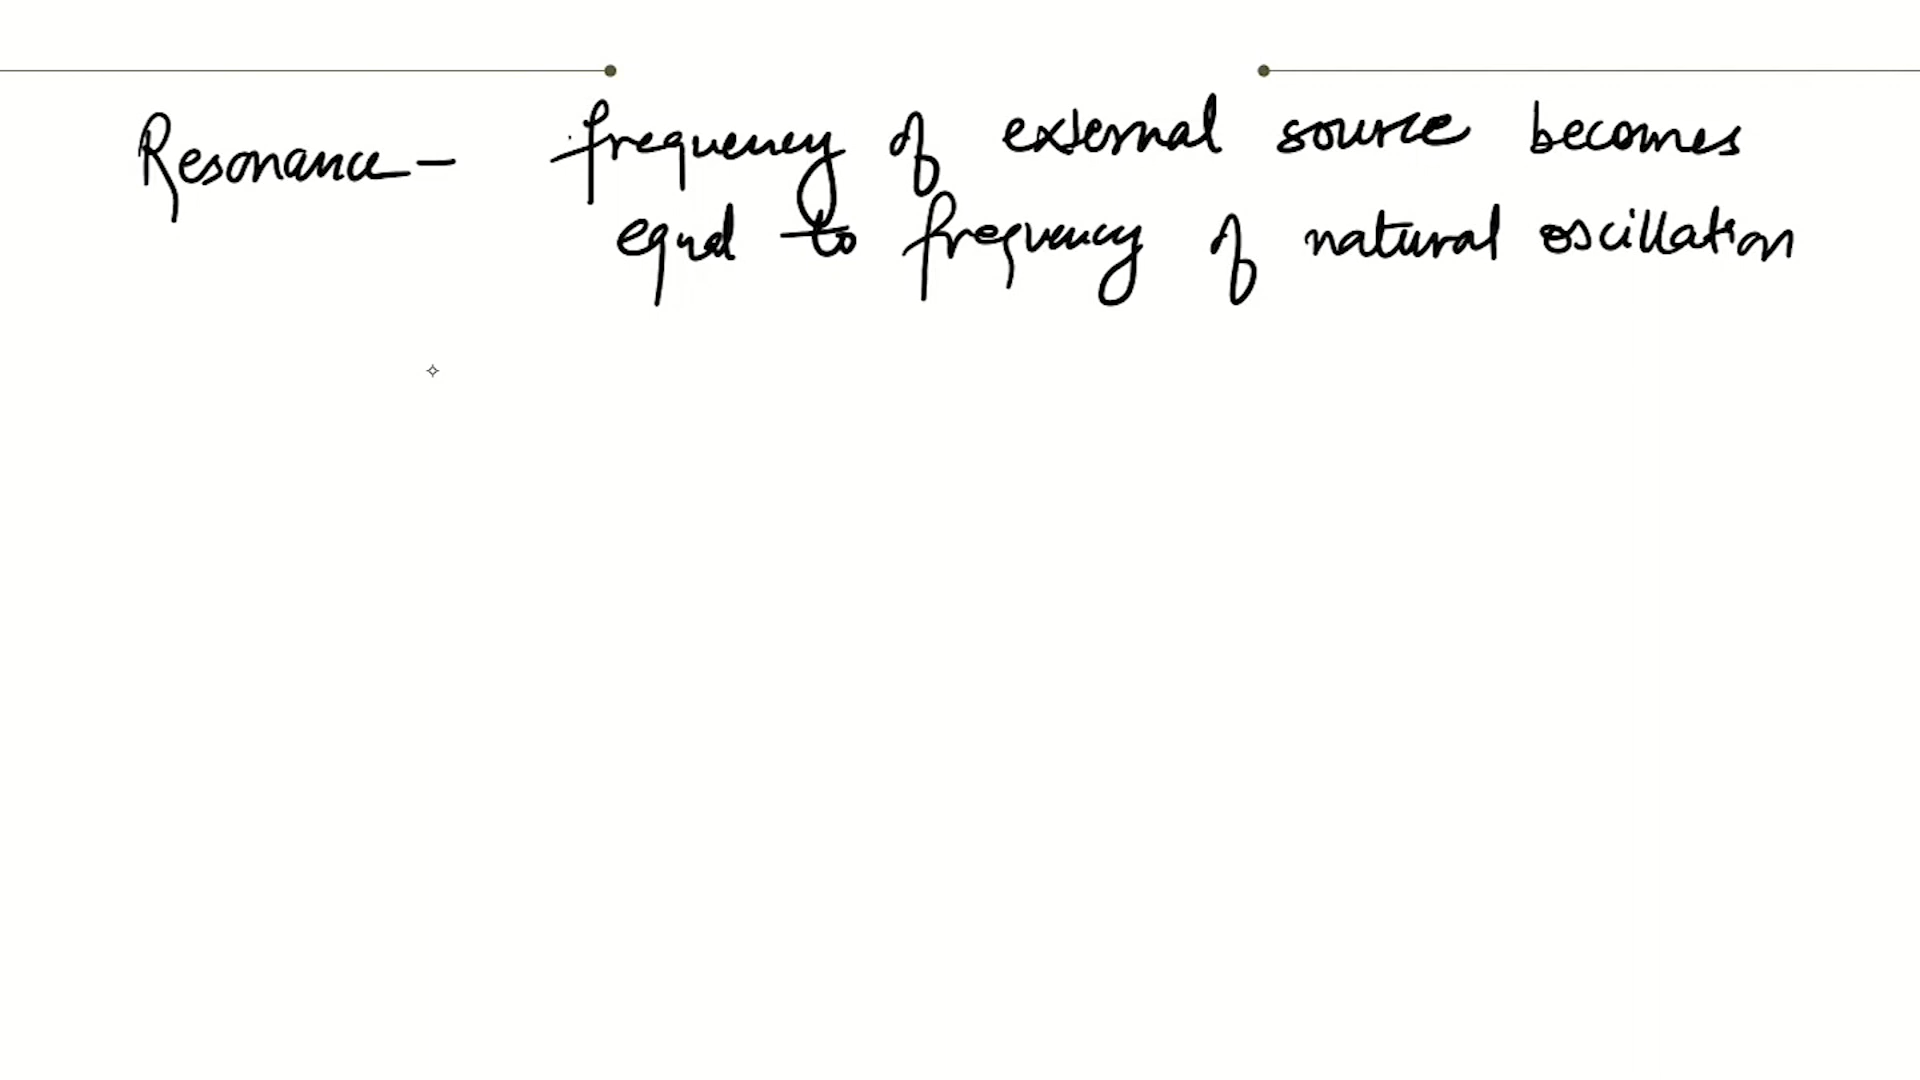 Resonance - frequency of external source becomes
equal to frequency of natural oscillation